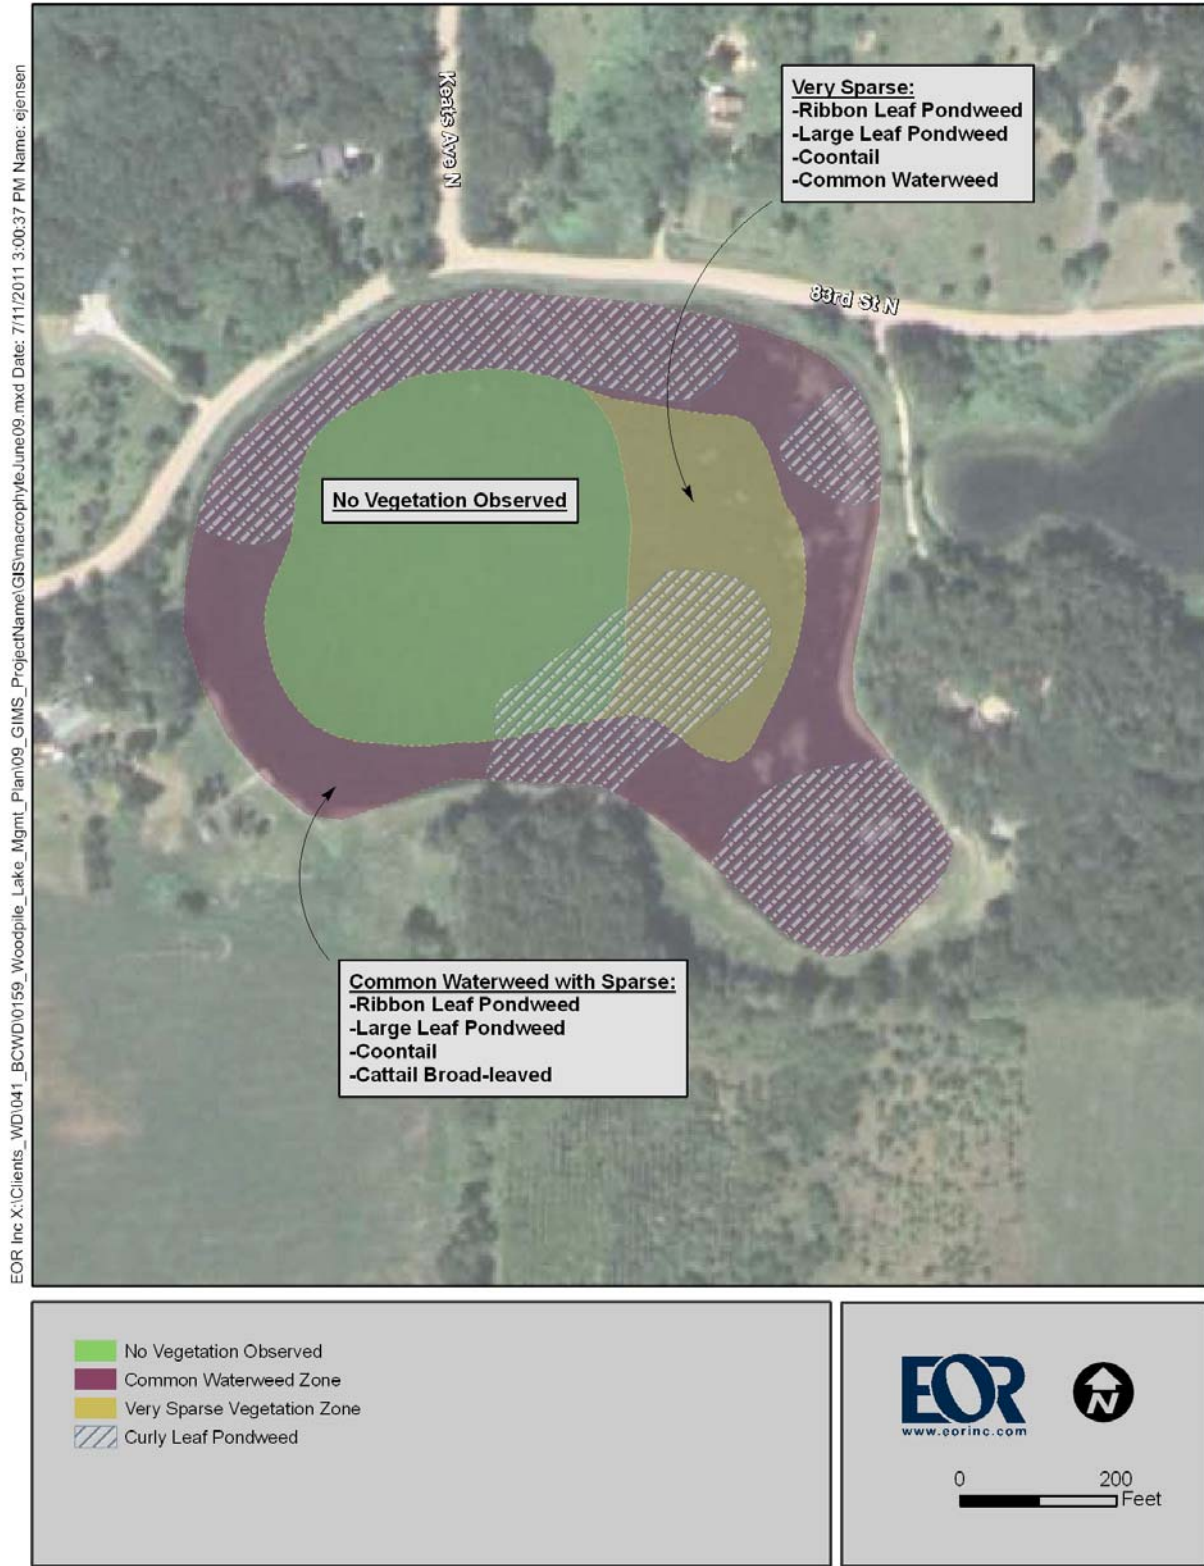 EOR Inc X:\Clients_WD\041_BCWD\0159_Woodpile_Lake_Mgmt_Plan\09_GIMS_ProjectName\GIS\macrophyteJune09.mxd Date: 7/11/2011 3:00:37 PM Name: ejensen
Keats Ave N
Very Sparse:
-Ribbon Leaf Pondweed
-Large Leaf Pondweed
-Coontail
-Common Waterweed
83rd St N
No Vegetation Observed
Common Waterweed with Sparse:
-Ribbon Leaf Pondweed
-Large Leaf Pondweed
-Coontail
-Cattail Broad-leaved
No Vegetation Observed
Common Waterweed Zone
Very Sparse Vegetation Zone
Curly Leaf Pondweed
EOR
www.eorinc.com
N
0 200
Feet